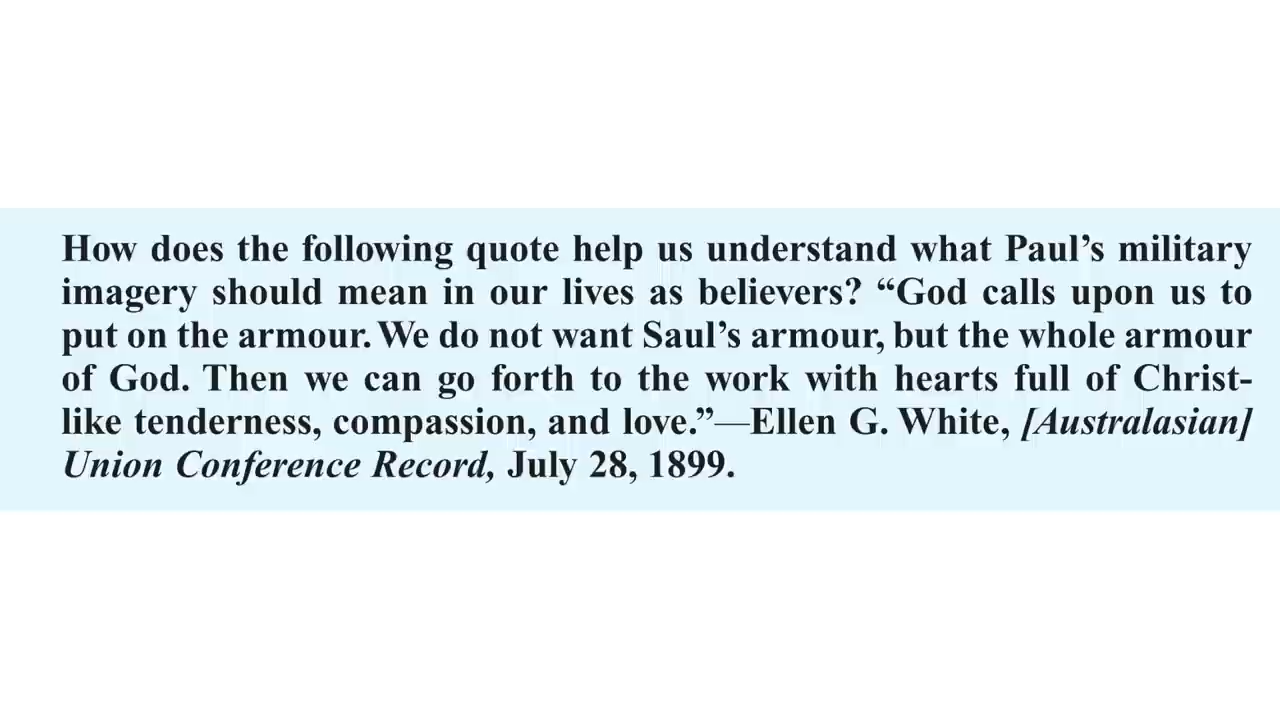 How does the following quote help us understand what Paul’s military
imagery should mean in our lives as believers? “God calls upon us to
put on the armour. We do not want Saul’s armour, but the whole armour
of God. Then we can go forth to the work with hearts full of Christ-
like tenderness, compassion, and love.”—Ellen G. White, [Australasian]
Union Conference Record, July 28, 1899.